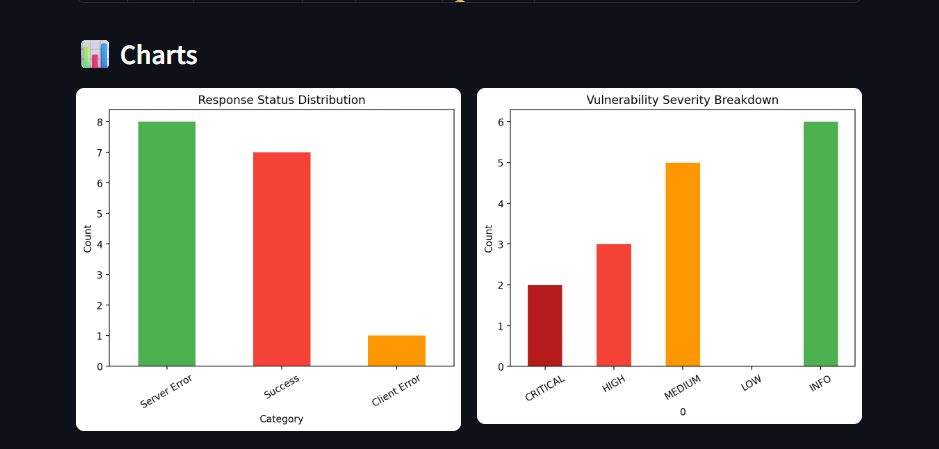 Charts
Response Status Distribution
Count
8
7
6
5
4
3
2
1
0
Server Error
Success
Client Error
Category
Vulnerability Severity Breakdown
Count
6
5
4
3
2
1
0
CRITICAL
HIGH
MEDIUM
LOW
INFO
0